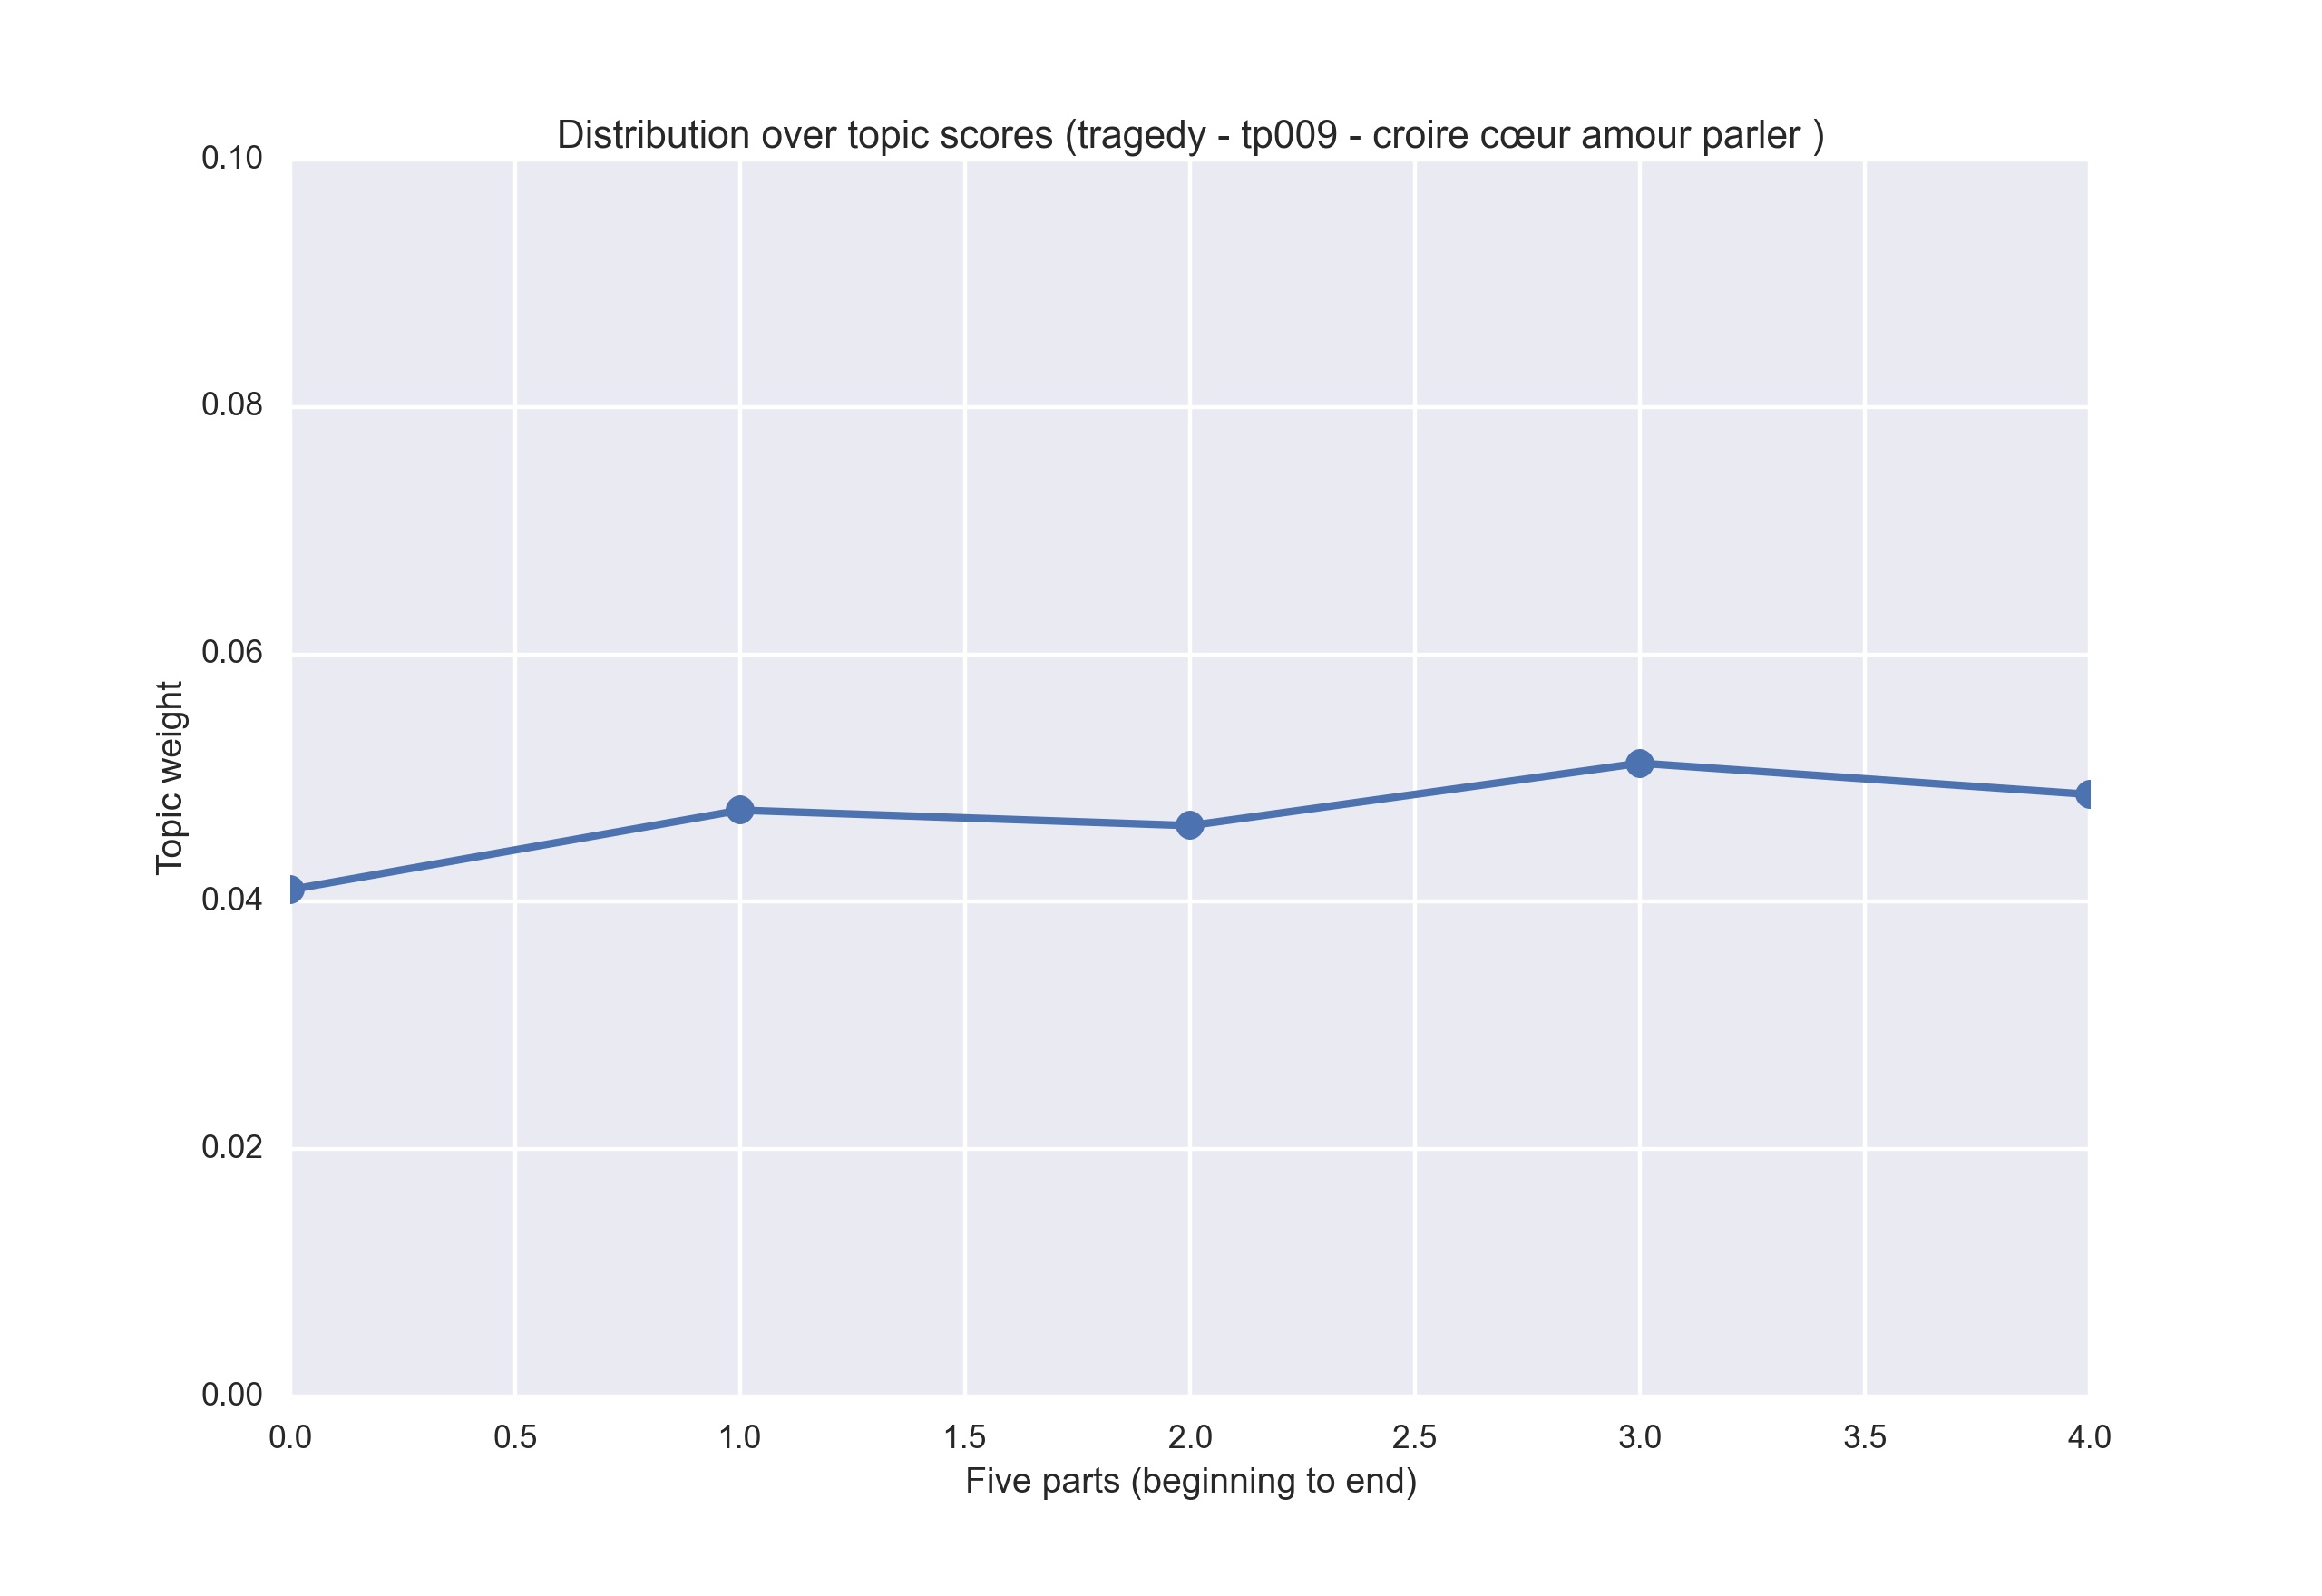 Distribution over topic scores (tragedy - tp009 - croire cœur amour parler )
0.10
0.08
0.06
0.04
0.02
0.00
Topic weight
0.0 0.5 1.0 1.5 2.0 2.5 3.0 3.5 4.0
Five parts (beginning to end)